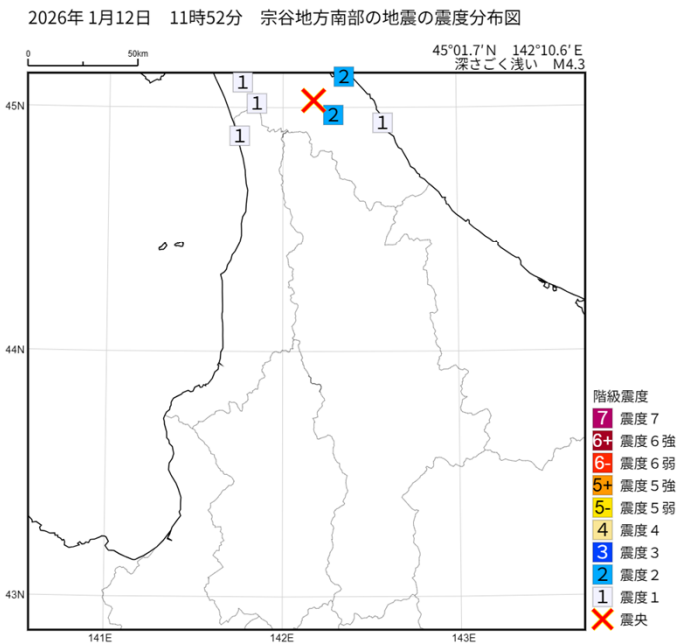 2026年 1月12日　11時52分　宗谷地方南部の地震の震度分布図
0 50km
45°01.7′N　142°10.6′E
深さごく浅い　M4.3
1 2
1
45N
2 1
1
44N
43N
141E 142E 143E
階級震度
7 震度７
6+ 震度６強
6- 震度６弱
5+ 震度５強
5- 震度５弱
4 震度４
3 震度３
2 震度２
1 震度１
震央